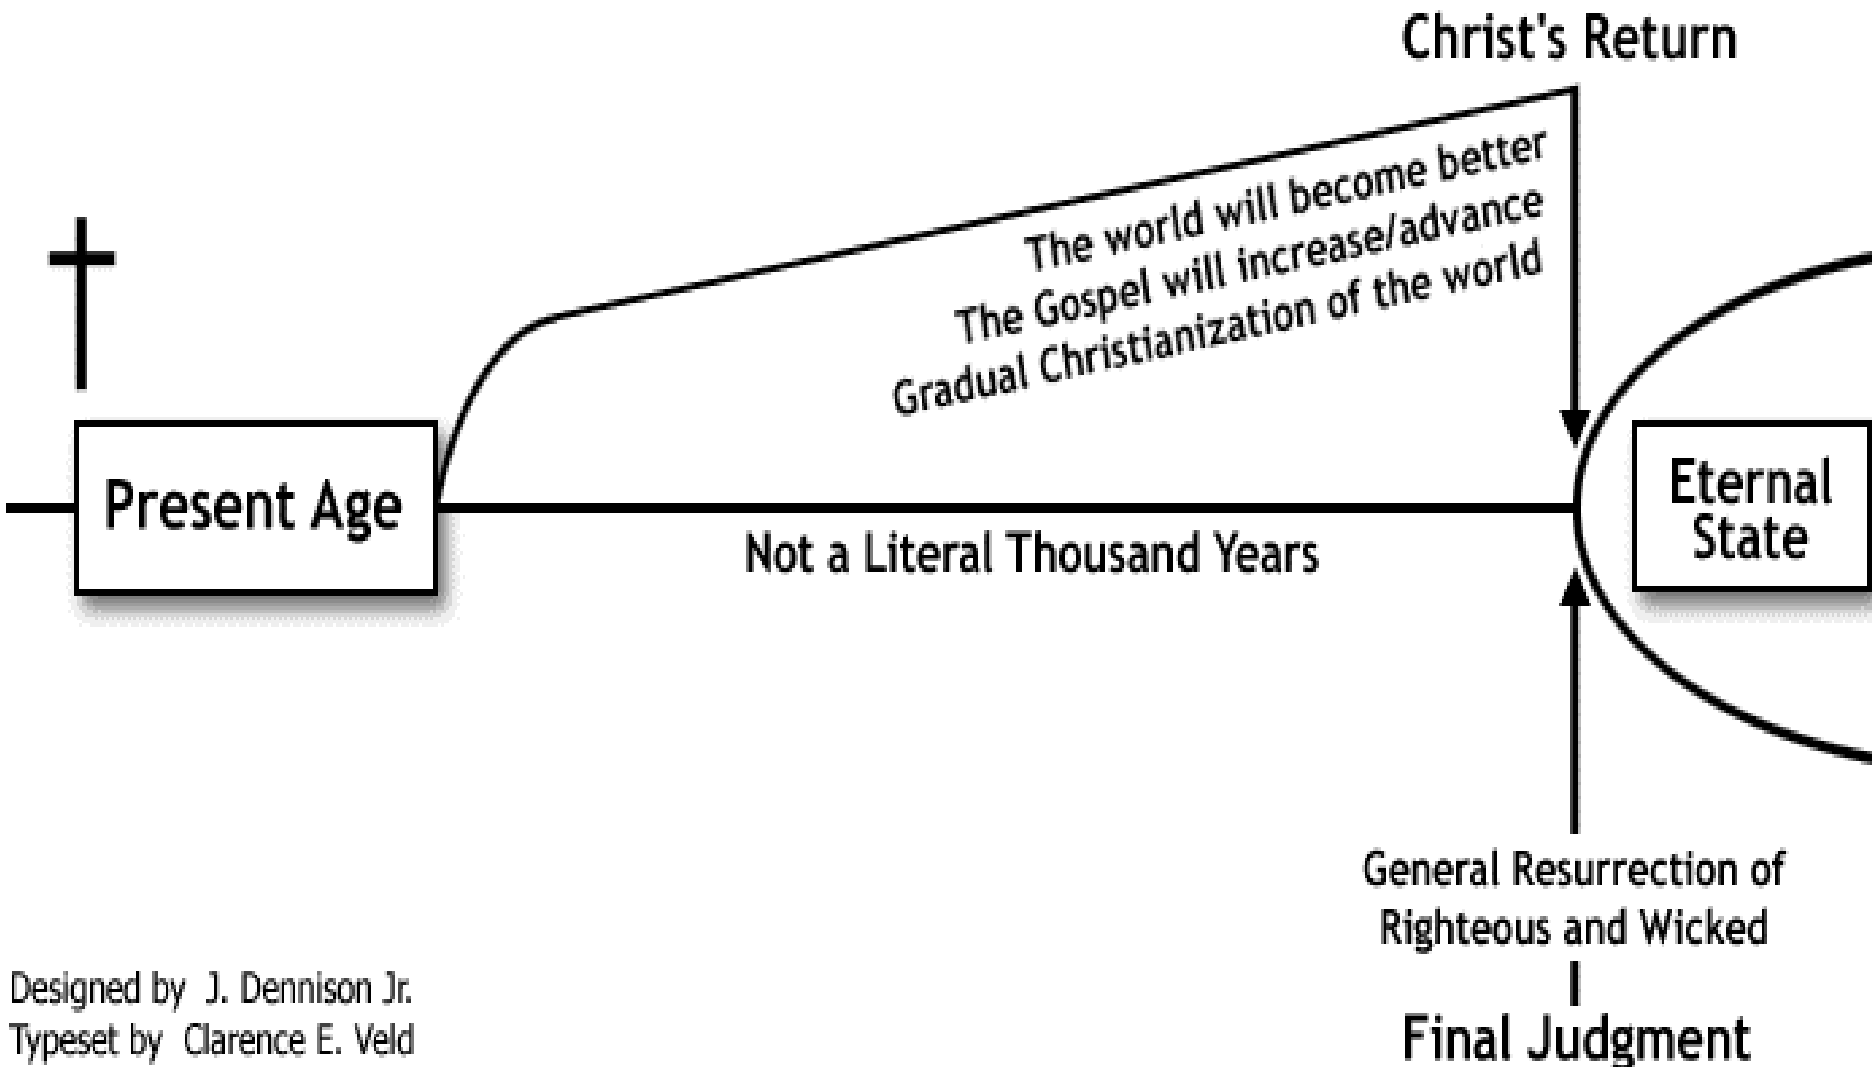 Christ's Return
The world will become better
The Gospel will increase/advance
Gradual Christianization of the world
Present Age
Eternal
State
Not a Literal Thousand Years
General Resurrection of
Righteous and Wicked
Final Judgment
Designed by J. Dennison Jr.
Typeset by Clarence E. Veld